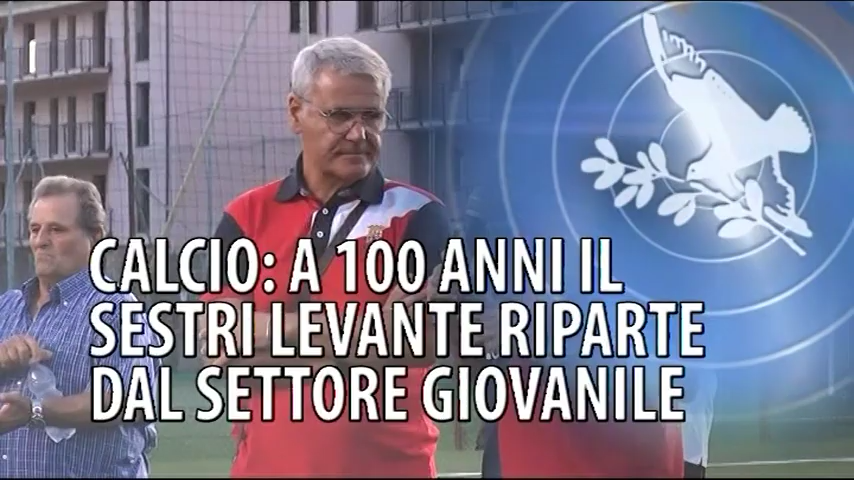 CALCIO: A 100 ANNI IL
SESTRI LEVANTE RIPARTE
DAL SETTORE GIOVANILE